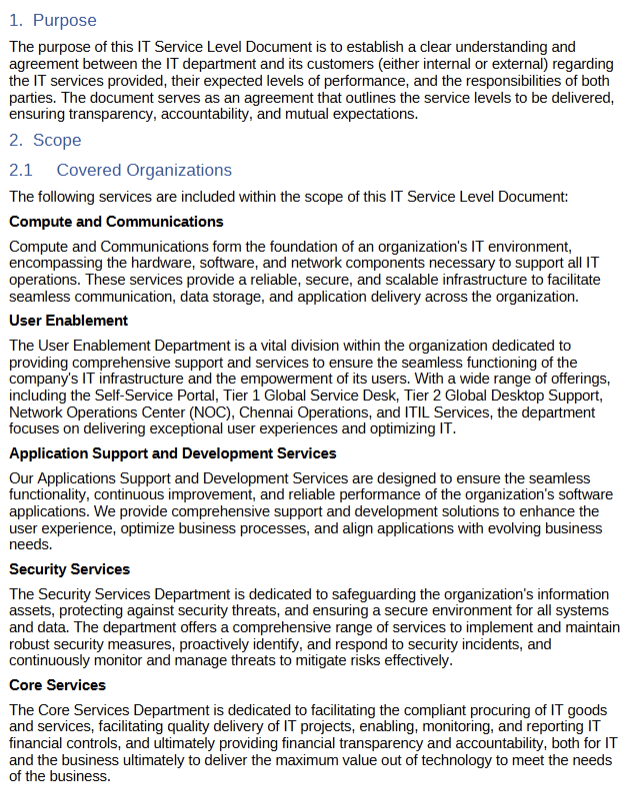 1. Purpose
The purpose of this IT Service Level Document is to establish a clear understanding and
agreement between the IT department and its customers (either internal or external) regarding
the IT services provided, their expected levels of performance, and the responsibilities of both
parties. The document serves as an agreement that outlines the service levels to be delivered,
ensuring transparency, accountability, and mutual expectations.
2. Scope
2.1 Covered Organizations
The following services are included within the scope of this IT Service Level Document:
Compute and Communications
Compute and Communications form the foundation of an organization's IT environment,
encompassing the hardware, software, and network components necessary to support all IT
operations. These services provide a reliable, secure, and scalable infrastructure to facilitate
seamless communication, data storage, and application delivery across the organization.
User Enablement
The User Enablement Department is a vital division within the organization dedicated to
providing comprehensive support and services to ensure the seamless functioning of the
company's IT infrastructure and the empowerment of its users. With a wide range of offerings,
including the Self-Service Portal, Tier 1 Global Service Desk, Tier 2 Global Desktop Support,
Network Operations Center (NOC), Chennai Operations, and ITIL Services, the department
focuses on delivering exceptional user experiences and optimizing IT.
Application Support and Development Services
Our Applications Support and Development Services are designed to ensure the seamless
functionality, continuous improvement, and reliable performance of the organization's software
applications. We provide comprehensive support and development solutions to enhance the
user experience, optimize business processes, and align applications with evolving business
needs.
Security Services
The Security Services Department is dedicated to safeguarding the organization's information
assets, protecting against security threats, and ensuring a secure environment for all systems
and data. The department offers a comprehensive range of services to implement and maintain
robust security measures, proactively identify, and respond to security incidents, and
continuously monitor and manage threats to mitigate risks effectively.
Core Services
The Core Services Department is dedicated to facilitating the compliant procuring of IT goods
and services, facilitating quality delivery of IT projects, enabling, monitoring, and reporting IT
financial controls, and ultimately providing financial transparency and accountability, both for IT
and the business ultimately to deliver the maximum value out of technology to meet the needs
of the business.